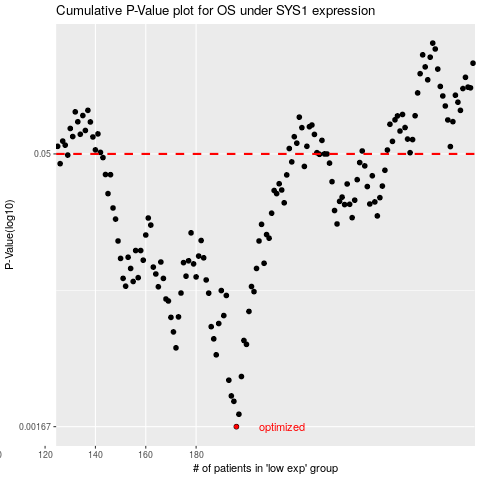 Cumulative P-Value plot for OS under SYS1 expression
P-Value(log10)
0.05
0.00167
optimized
0 120 140 160 180
# of patients in 'low exp' group